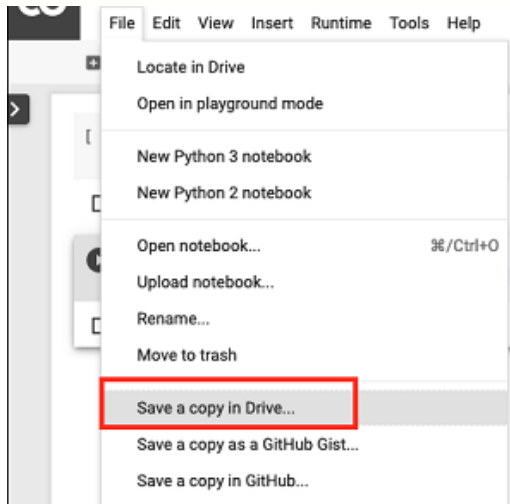 File Edit View Insert Runtime Tools Help
Locate in Drive
Open in playground mode
New Python 3 notebook
New Python 2 notebook
Open notebook... ⌘/Ctrl+O
Upload notebook...
Rename...
Move to trash
Save a copy in Drive...
Save a copy as a GitHub Gist...
Save a copy in GitHub...